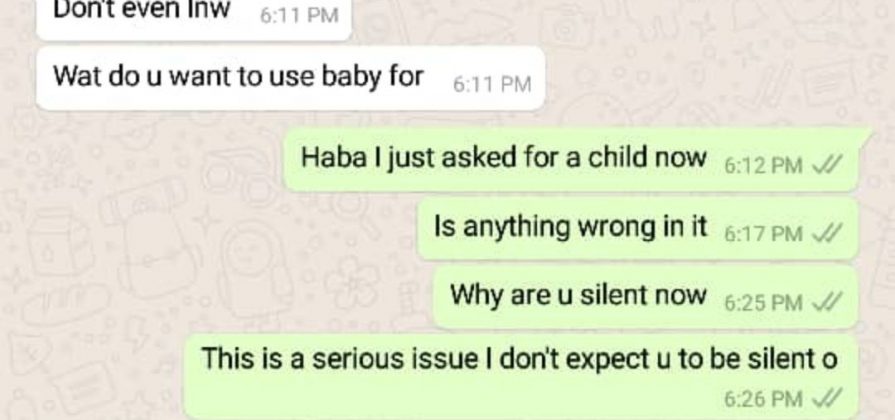 Don't even lnw 6:11 PM
Wat do u want to use baby for 6:11 PM
Haba I just asked for a child now 6:12 PM
Is anything wrong in it 6:17 PM
Why are u silent now 6:25 PM
This is a serious issue I don't expect u to be silent o
6:26 PM